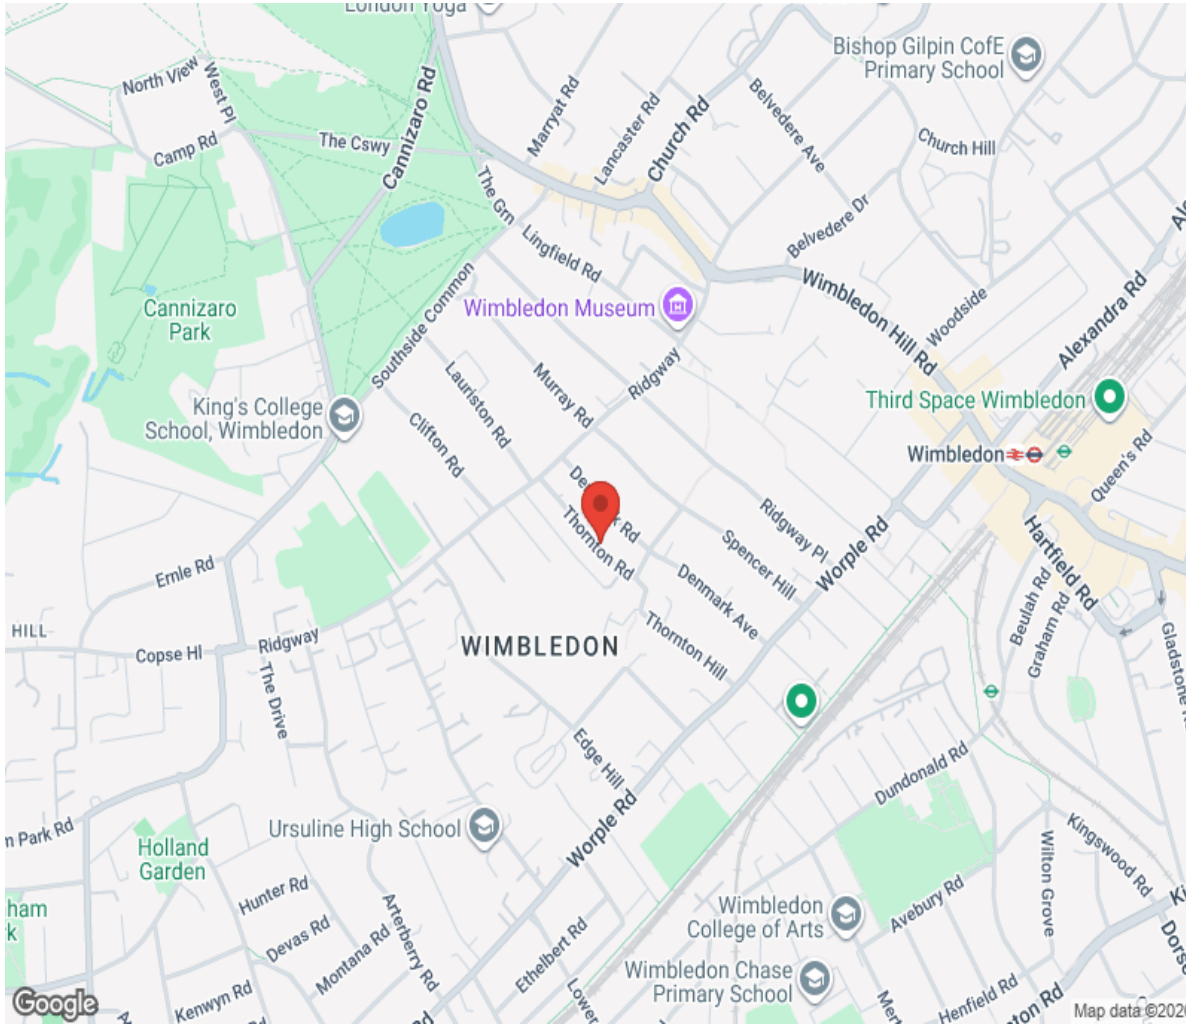 London Yoga
Bishop Gilpin CofE
Primary School
North View
West Pl
Cannizaro Rd
Marryat Rd
Lancaster Rd
Church Rd
Belvedere Ave
Church Hill
Camp Rd
The Cswy
The Grn
Lingfield Rd
Belvedere Dr
Cannizaro
Park
Southside Common
Wimbledon Museum
Wimbledon Hill Rd
Woodside
Alexandra Rd
Lauriston Rd
Murray Rd
Ridgway
King's College
School, Wimbledon
Clifton Rd
Third Space Wimbledon
Wimbledon
Queen's Rd
Thornton Rd
Spencer Hill
Ridgway Pl
Worple Rd
Hartfield Rd
Ernle Rd
Denmark Ave
Beulah Rd
Graham Rd
HILL
Copse Hl
Ridgway
WIMBLEDON
Thornton Hill
The Drive
Edge Hill
Dundonald Rd
Ursuline High School
Worple Rd
Holland
Garden
Kingswood Rd
Wilton Grove
Hunter Rd
Arterberry Rd
Wimbledon
College of Arts
Avebury Rd
Devas Rd
Montana Rd
Ethelbert Rd
Wimbledon Chase
Primary School
Kenwyn Rd
Lower
Henfield Rd
Google
Map data ©2026